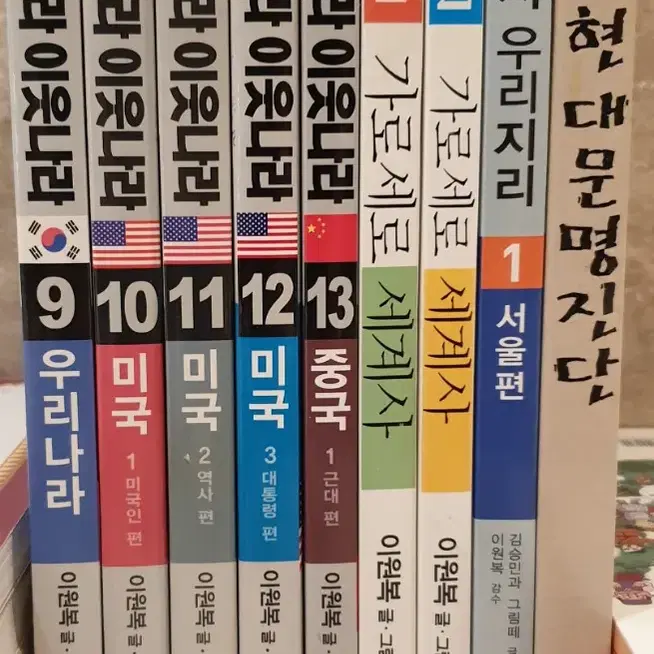 라 이웃나라
9
우리나라
이원복 글·
라 이웃나라
10
미국
1 미국인 편
이원복 글·
라 이웃나라
11
미국
2 역사 편
이원복 글·
라 이웃나라
12
미국
3 대통령 편
이원복 글·
라 이웃나라
13
중국
1 근대 편
이원복 글·
가로세로
세계사
이원복 글·그림
가로세로
세계사
이원복 글·그
우리지리
1
서울편
김승민과 그림떼 글
이원복 감수
현대문명진단